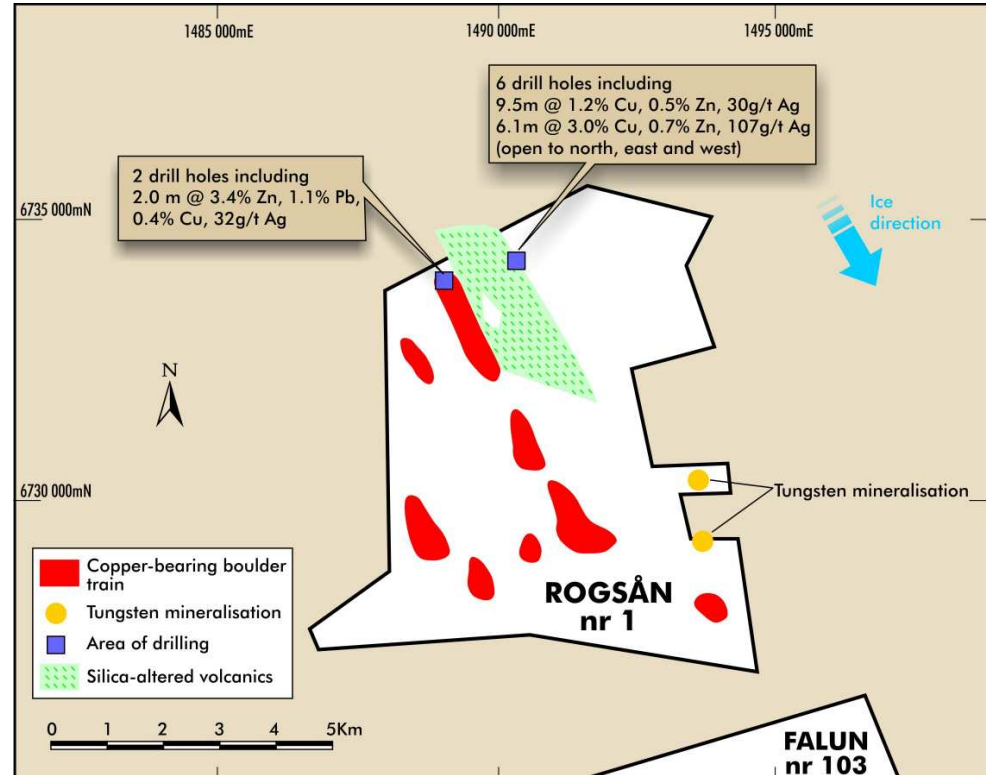 1485 000mE
1490 000mE
1495 000mE
6 drill holes including
9.5m @ 1.2% Cu, 0.5% Zn, 30g/t Ag
6.1m @ 3.0% Cu, 0.7% Zn, 107g/t Ag
(open to north, east and west)
2 drill holes including
2.0 m @ 3.4% Zn, 1.1% Pb,
0.4% Cu, 32g/t Ag
6735 000mN
Ice
direction
N
6730 000mN
Tungsten mineralisation
Copper-bearing boulder
train
Tungsten mineralisation
Area of drilling
Silica-altered volcanics
ROGSÅN
nr 1
0 1 2 3 4 5Km
FALUN
nr 103